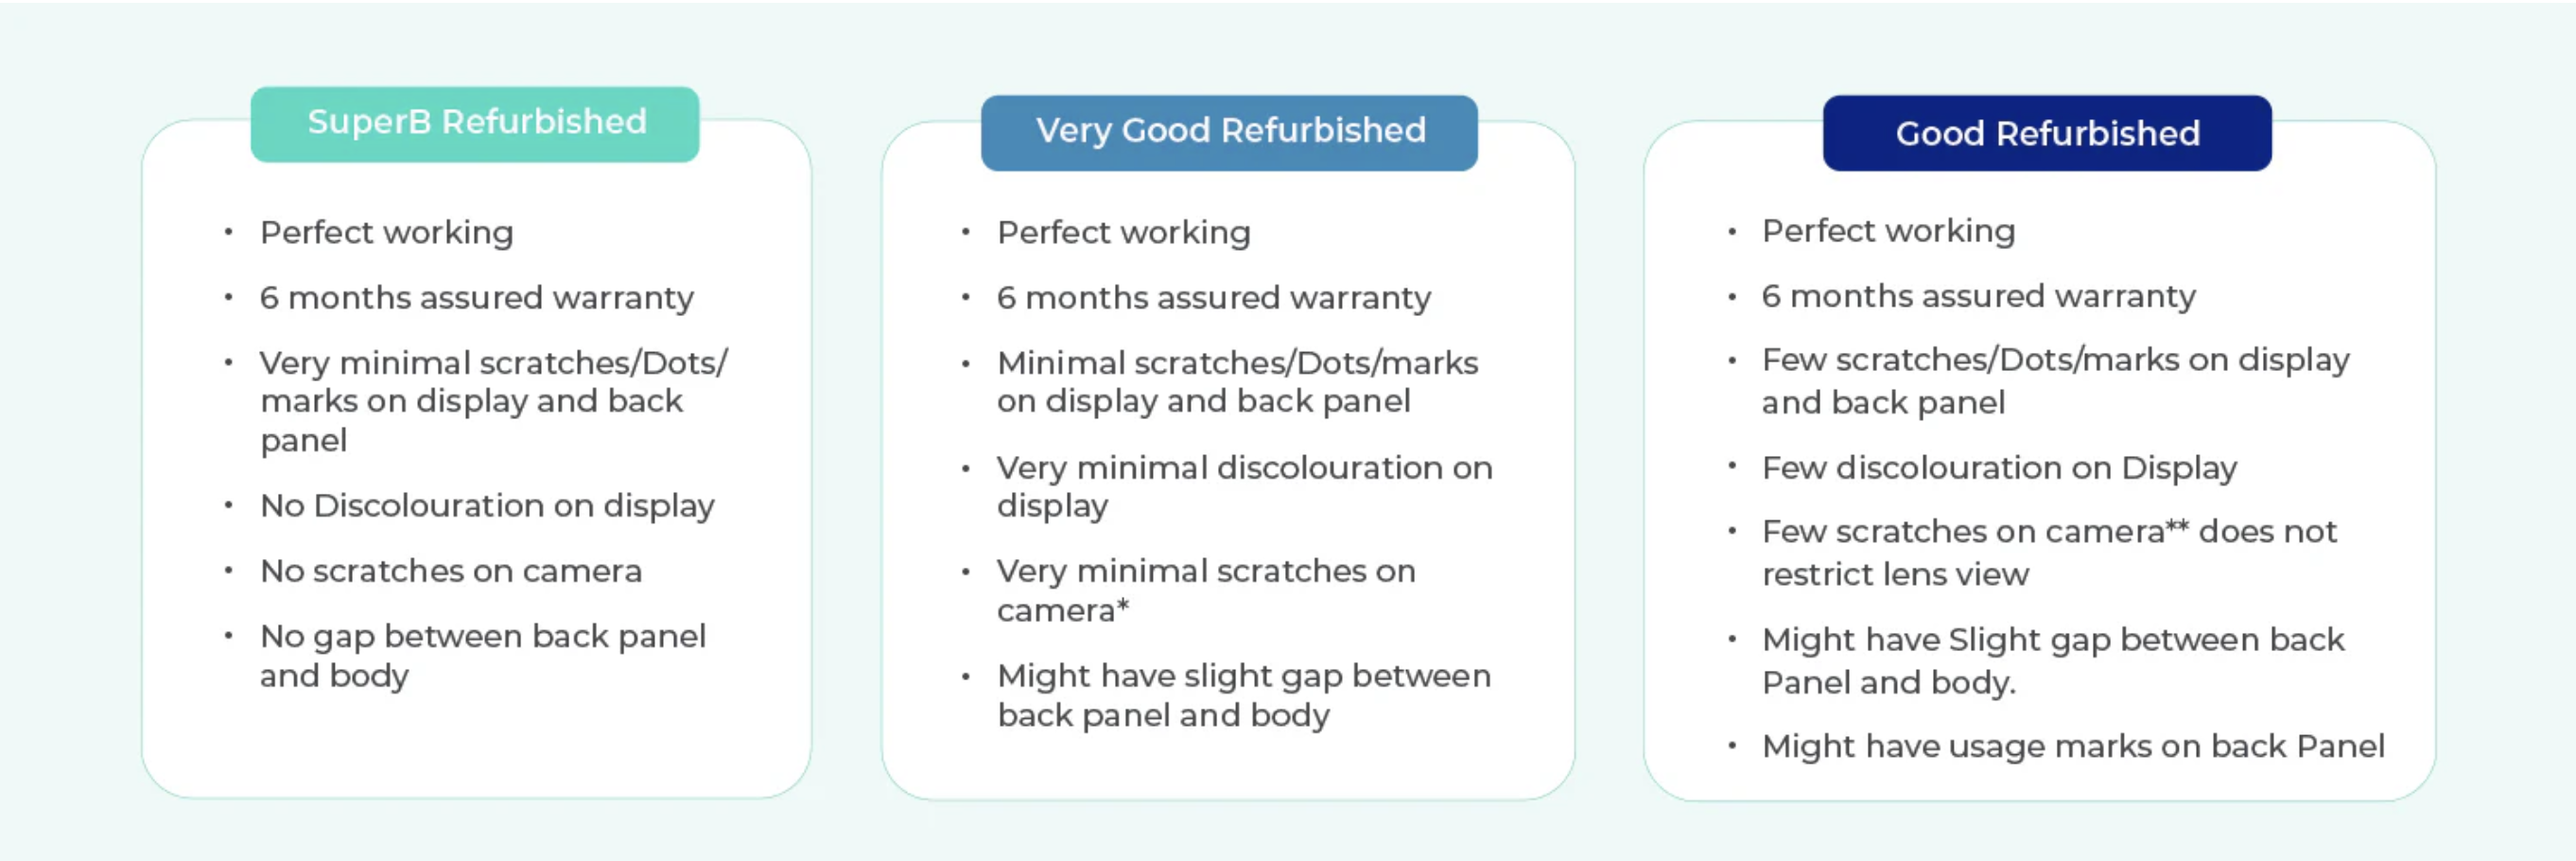 SuperB Refurbished
• Perfect working
• 6 months assured warranty
• Very minimal scratches/Dots/
marks on display and back
panel
• No Discolouration on display
• No scratches on camera
• No gap between back panel
and body
Very Good Refurbished
• Perfect working
• 6 months assured warranty
• Minimal scratches/Dots/marks
on display and back panel
• Very minimal discolouration on
display
• Very minimal scratches on
camera*
• Might have slight gap between
back panel and body
Good Refurbished
• Perfect working
• 6 months assured warranty
• Few scratches/Dots/marks on display
and back panel
• Few discolouration on Display
• Few scratches on camera** does not
restrict lens view
• Might have Slight gap between back
Panel and body.
• Might have usage marks on back Panel